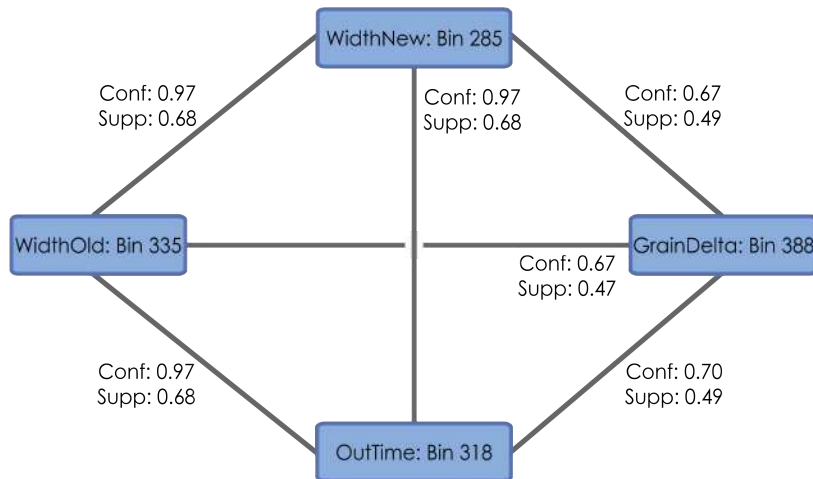 WidthNew: Bin 285
Conf: 0.97
Supp: 0.68
Conf: 0.97
Supp: 0.68
Conf: 0.67
Supp: 0.49
WidthOld: Bin 335
GrainDelta: Bin 388
Conf: 0.67
Supp: 0.47
Conf: 0.97
Supp: 0.68
Conf: 0.70
Supp: 0.49
OutTime: Bin 318